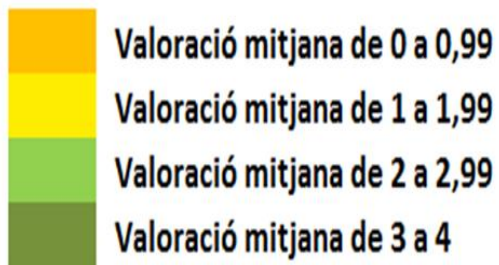 Valoració mitjana de 0 a 0,99
Valoració mitjana de 1 a 1,99
Valoració mitjana de 2 a 2,99
Valoració mitjana de 3 a 4